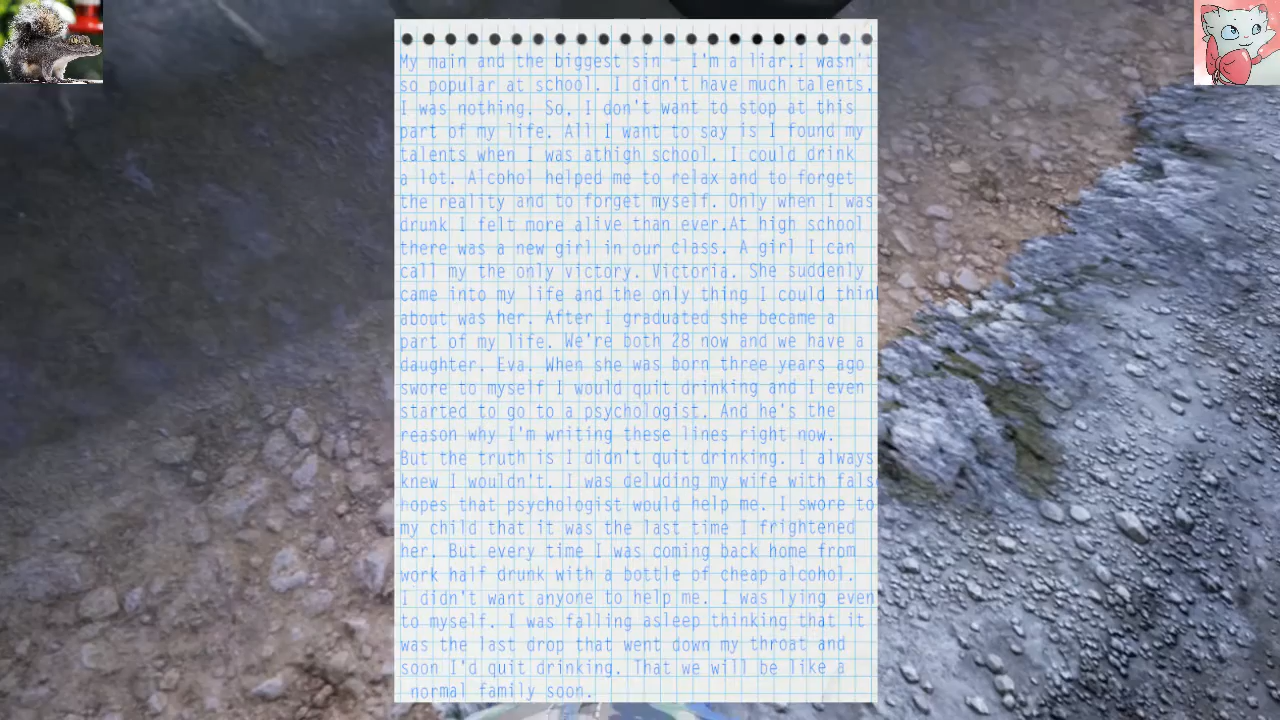 My main and the biggest sin - I'm a liar.I wasn't
so popular at school. I didn't have much talents.
I was nothing. So, I don't want to stop at this
part of my life. All I want to say is I found my
talents when I was athigh school. I could drink
a lot. Alcohol helped me to relax and to forget
the reality and to forget myself. Only when I was
drunk I felt more alive than ever.At high school
there was a new girl in our class. A girl I can
call my the only victory. Victoria. She suddenly
came into my life and the only thing I could think
about was her. After I graduated she became a
part of my life. We're both 28 now and we have a
daughter. Eva. When she was born three years ago
swore to myself I would quit drinking and I even
started to go to a psychologist. And he's the
reason why I'm writing these lines right now.
But the truth is I didn't quit drinking. I always
knew I wouldn't. I was deluding my wife with fals
hopes that psychologist would help me. I swore to
my child that it was the last time I frightened
her. But every time I was coming back home from
work half drunk with a bottle of cheap alcohol.
I didn't want anyone to help me. I was lying even
to myself. I was falling asleep thinking that it
was the last drop that went down my throat and
soon I'd quit drinking. That we will be like a
normal family soon.